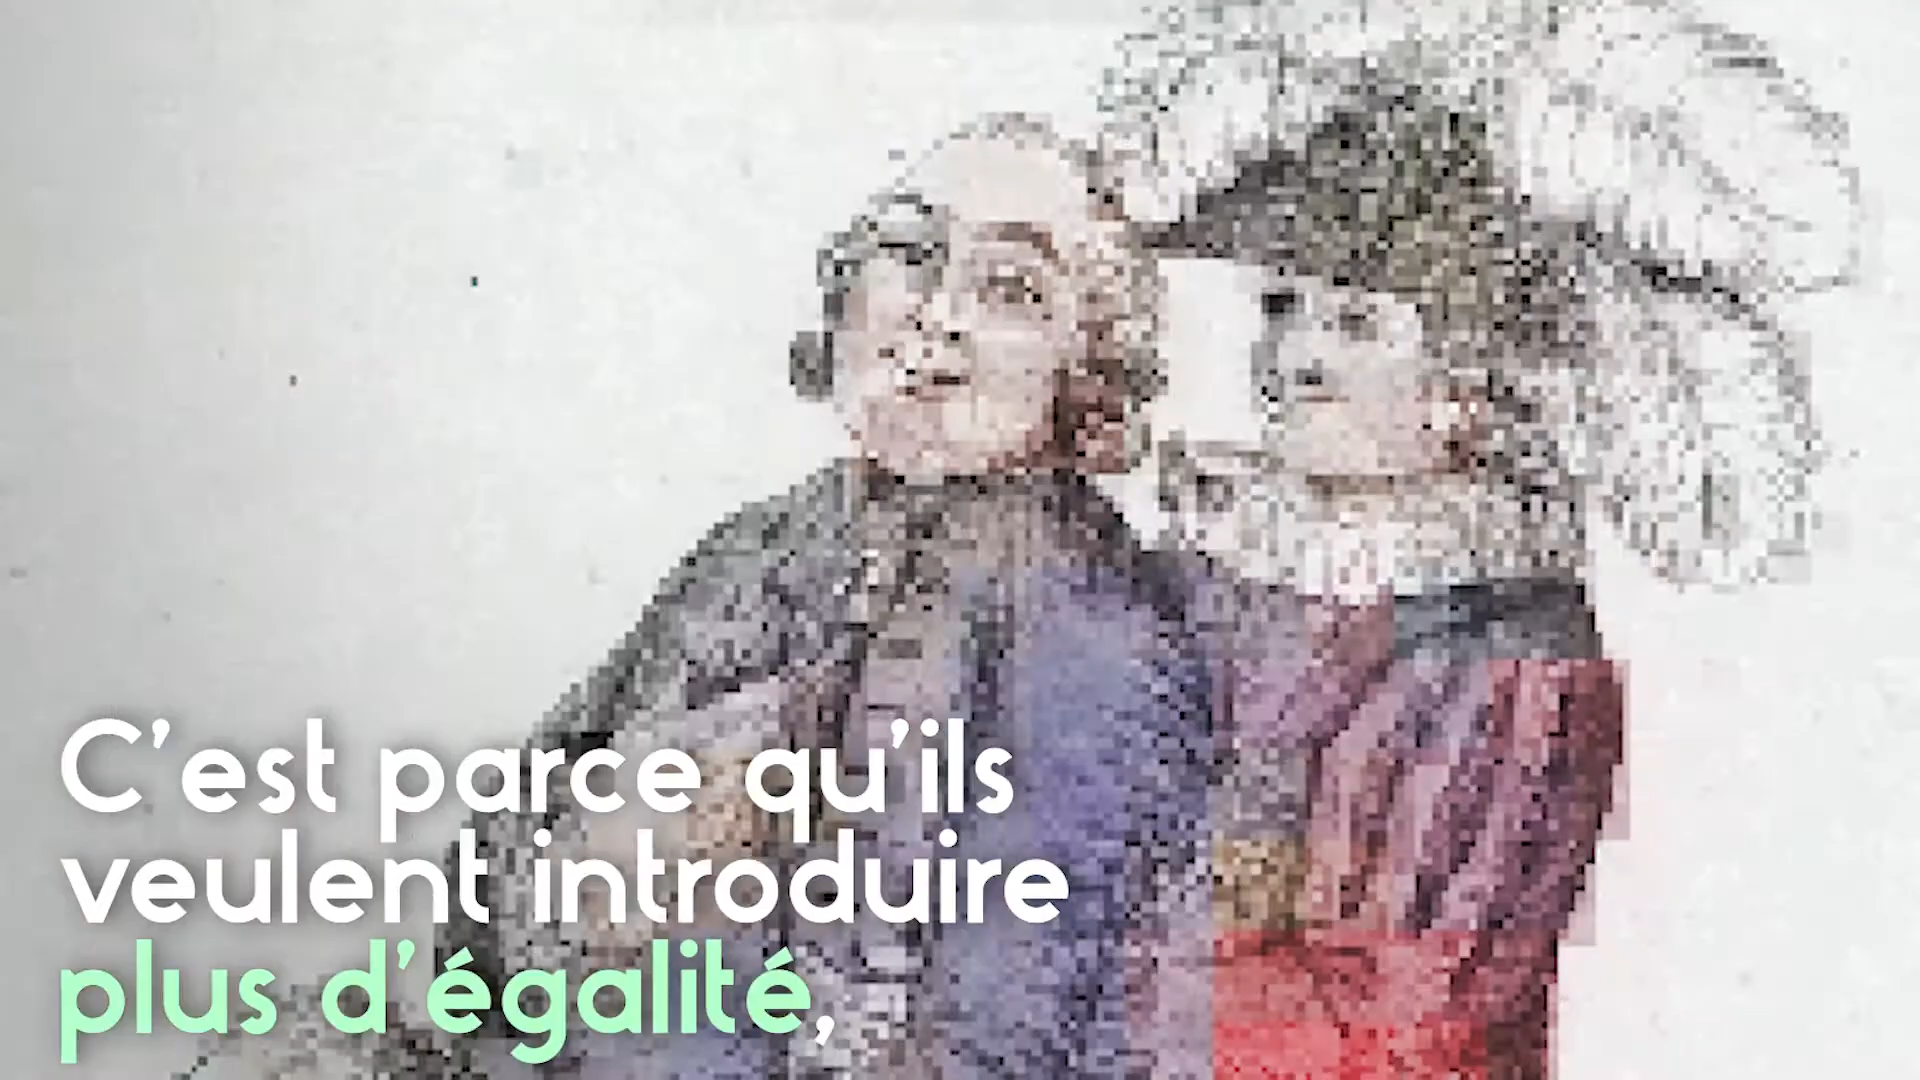 C’est parce qu’ils
veulent introduire
plus d’égalité,